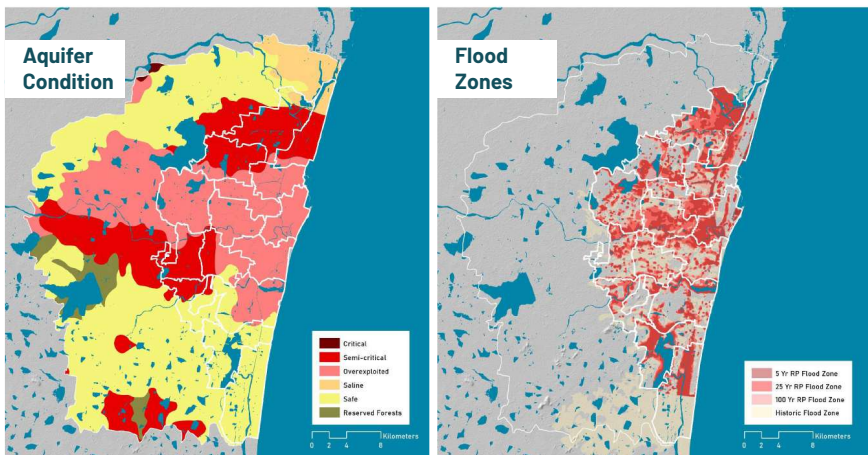 Aquifer
Condition
Critical
Semi-critical
Overexploited
Saline
Safe
Reserved Forests
Kilometers
0 2 4 8
Flood
Zones
5 Yr RP Flood Zone
25 Yr RP Flood Zone
100 Yr RP Flood Zone
Historic Flood Zone
Kilometers
0 2 4 8